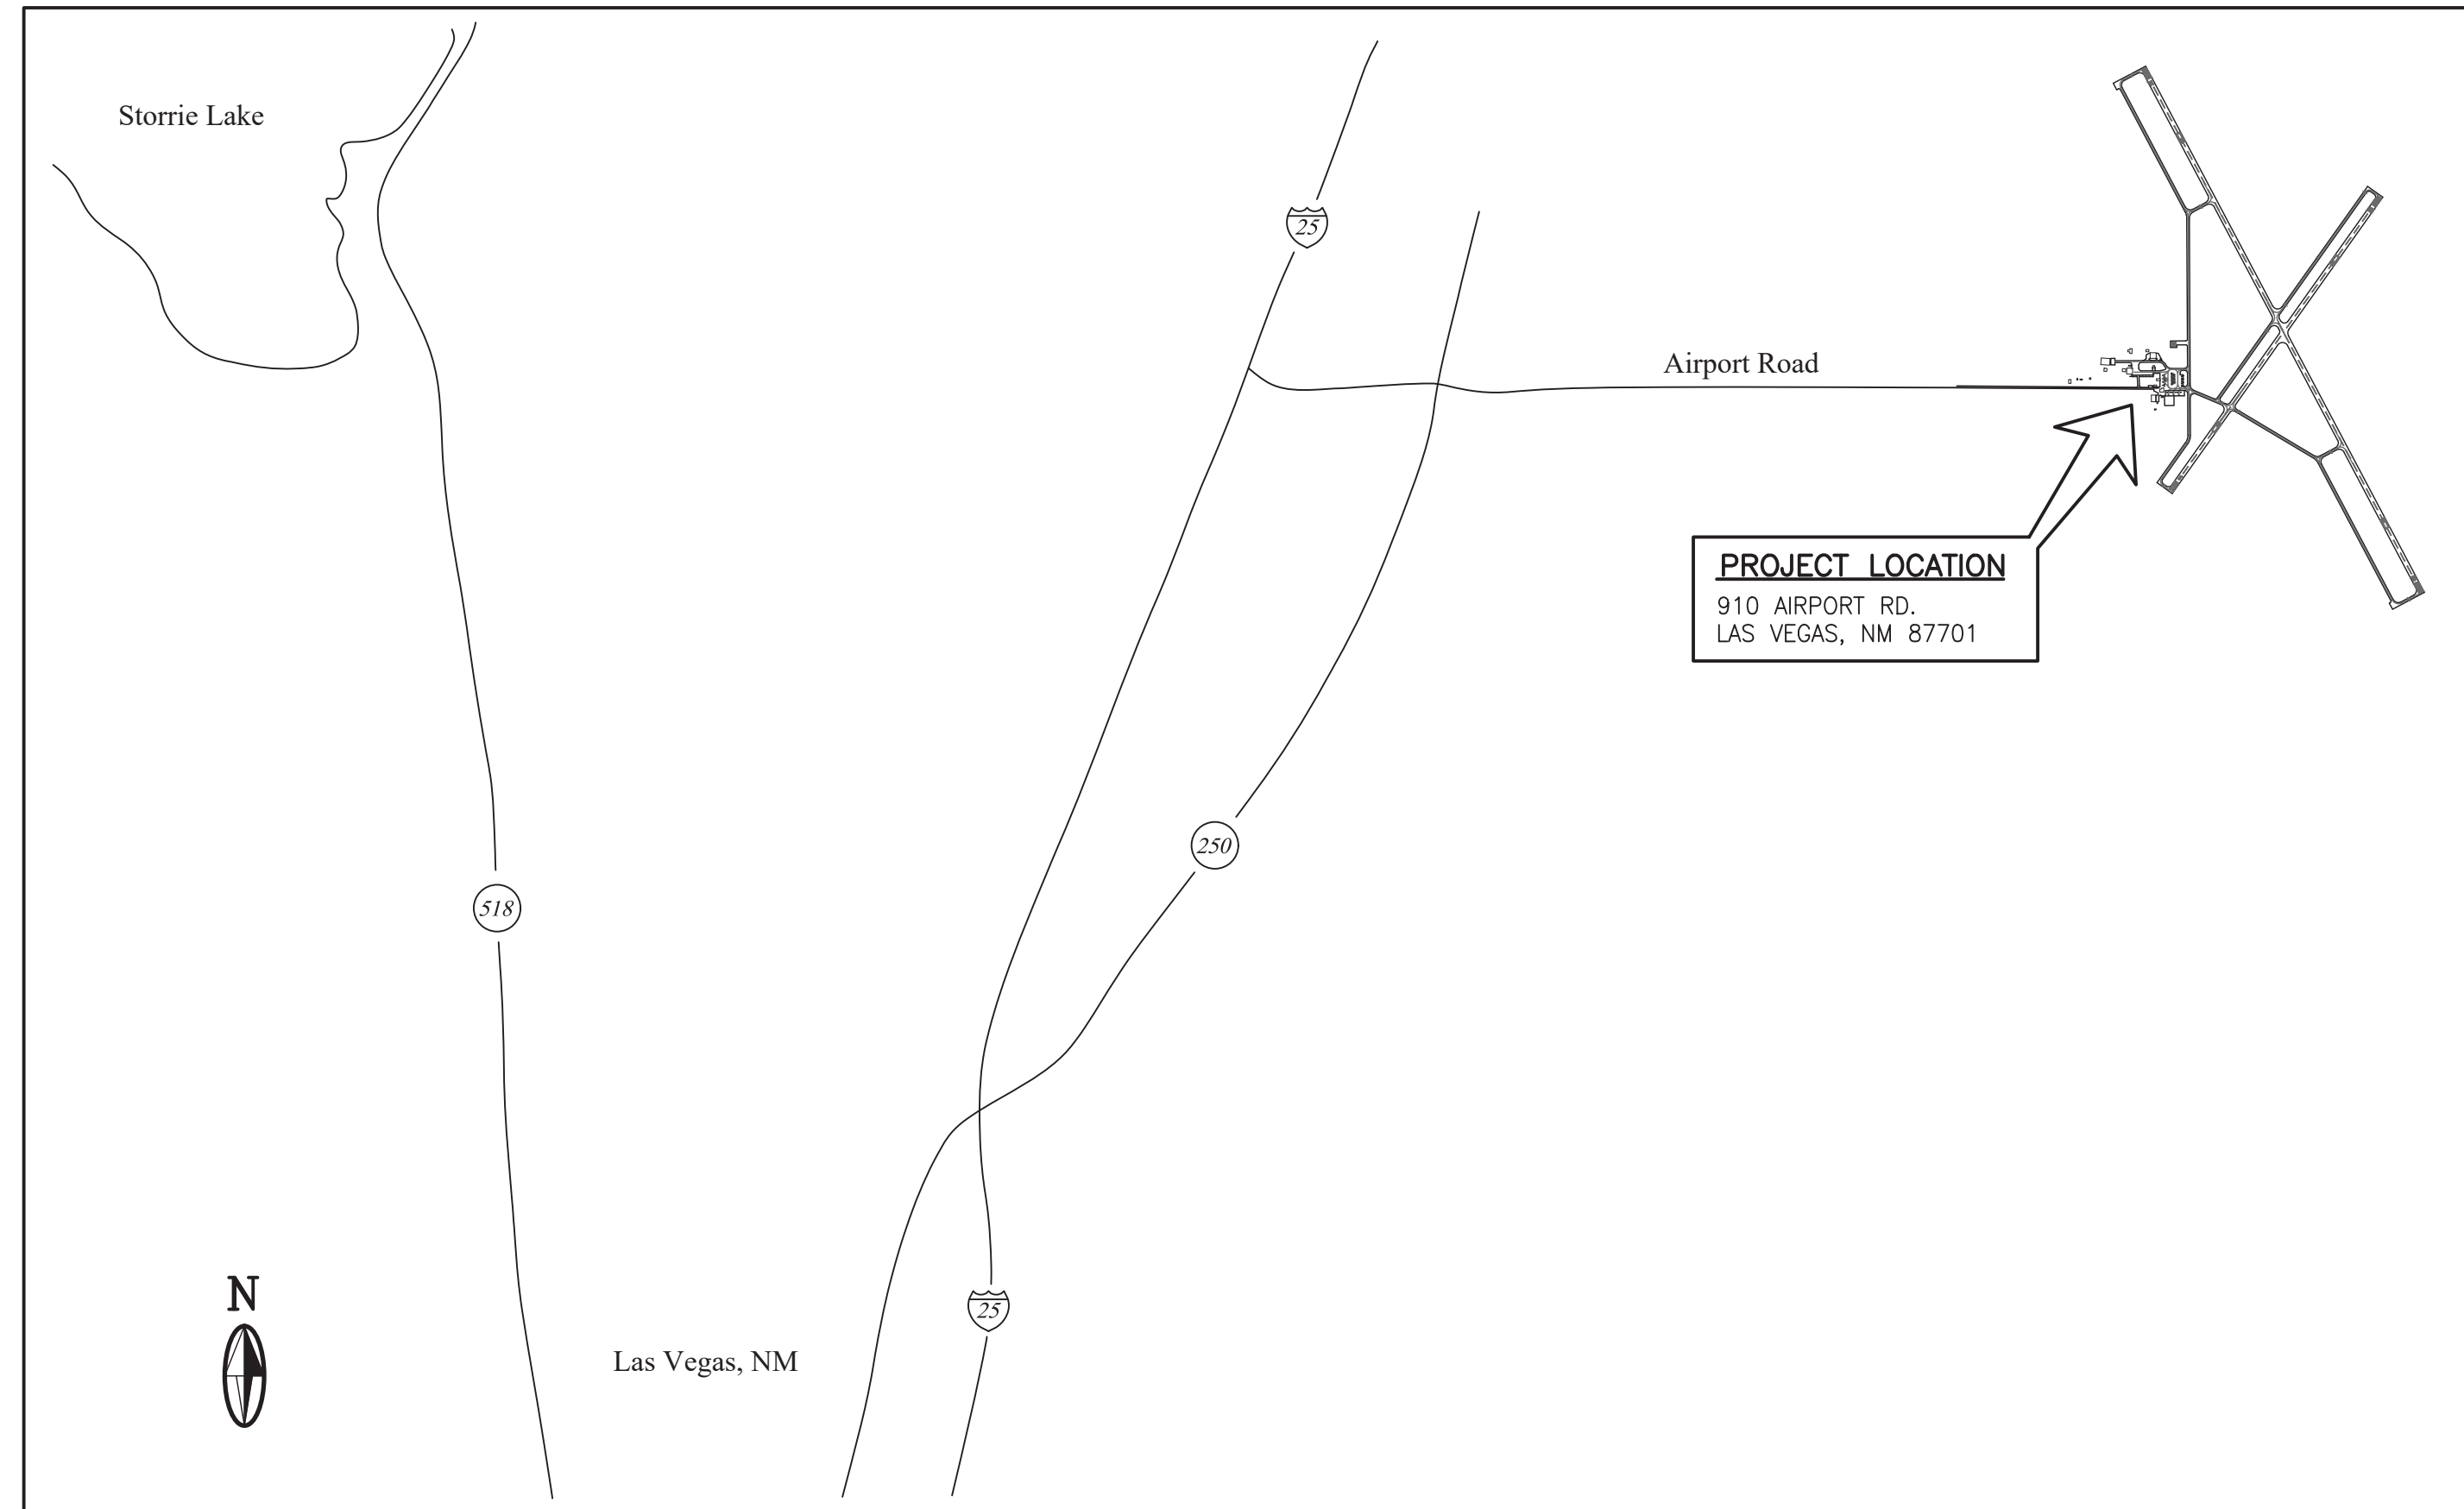 Storrie Lake
25
Airport Road
PROJECT LOCATION
910 AIRPORT RD.
LAS VEGAS, NM 87701
250
518
N
25
Las Vegas, NM